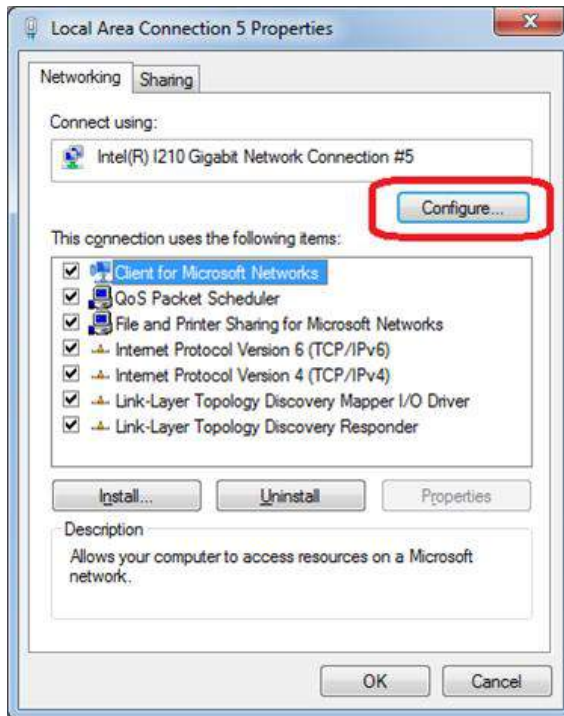 Local Area Connection 5 Properties
Networking
Sharing
Connect using:
Intel(R) I210 Gigabit Network Connection #5
Configure...
This connection uses the following items:
Client for Microsoft Networks
QoS Packet Scheduler
File and Printer Sharing for Microsoft Networks
Internet Protocol Version 6 (TCP/IPv6)
Internet Protocol Version 4 (TCP/IPv4)
Link-Layer Topology Discovery Mapper I/O Driver
Link-Layer Topology Discovery Responder
Install...
Uninstall
Properties
Description
Allows your computer to access resources on a Microsoft
network.
OK
Cancel